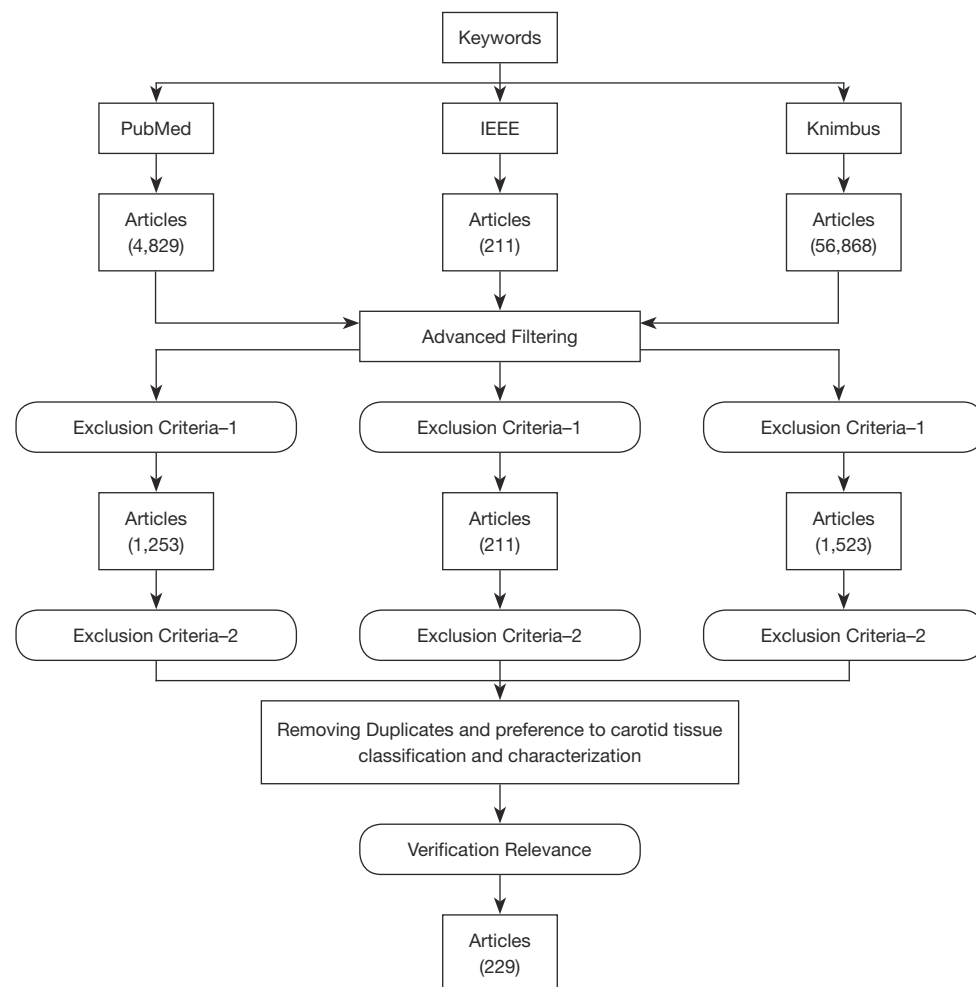 Keywords
PubMed
IEEE
Knimbus
Articles
(4,829)
Articles
(211)
Articles
(56,868)
Advanced Filtering
Exclusion Criteria–1
Exclusion Criteria–1
Exclusion Criteria–1
Articles
(1,253)
Articles
(211)
Articles
(1,523)
Exclusion Criteria–2
Exclusion Criteria–2
Exclusion Criteria–2
Removing Duplicates and preference to carotid tissue
classification and characterization
Verification Relevance
Articles
(229)